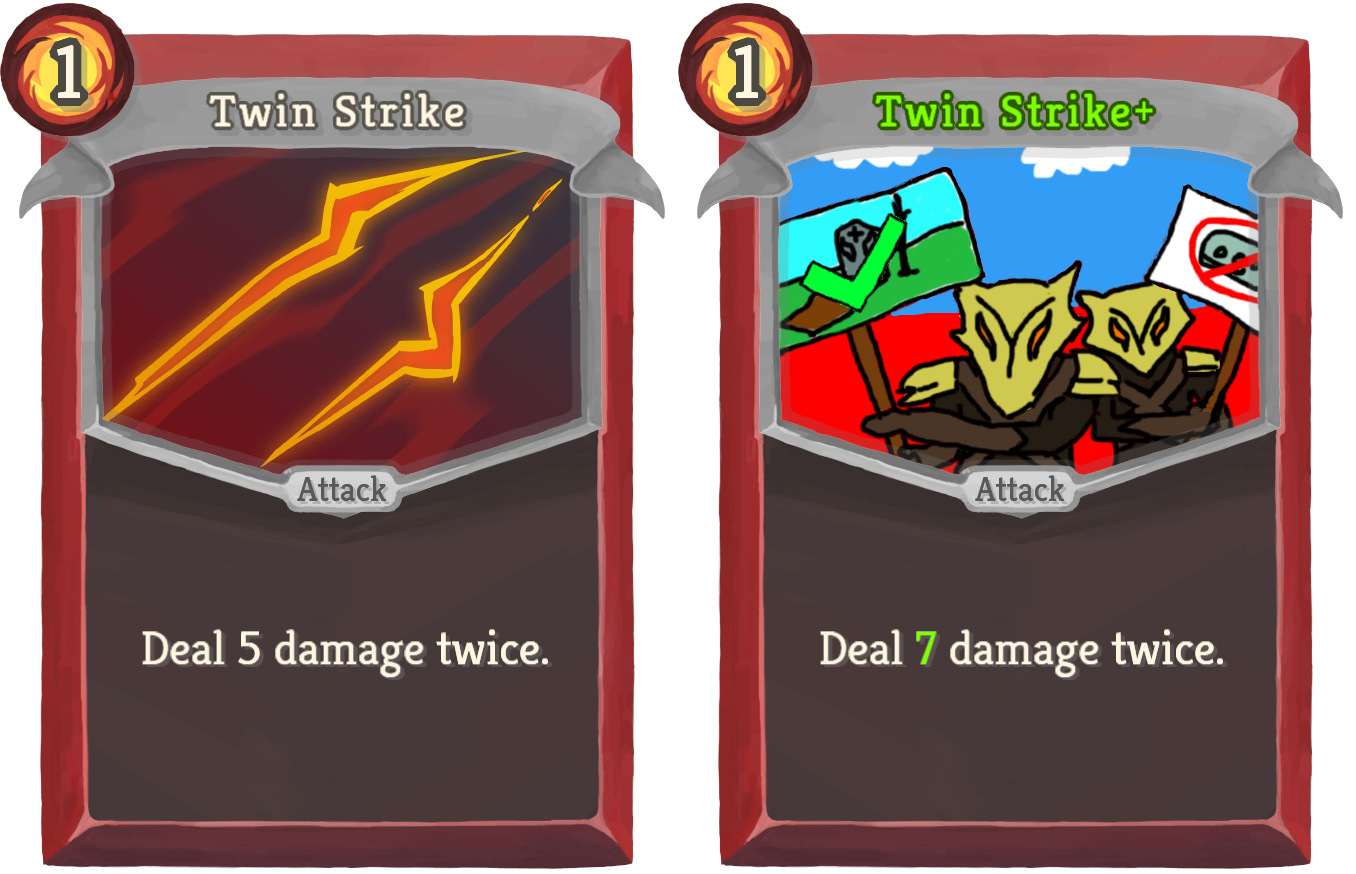 1
Twin Strike
Attack
Deal 5 damage twice.
1
Twin Strike+
Attack
Deal 7 damage twice.